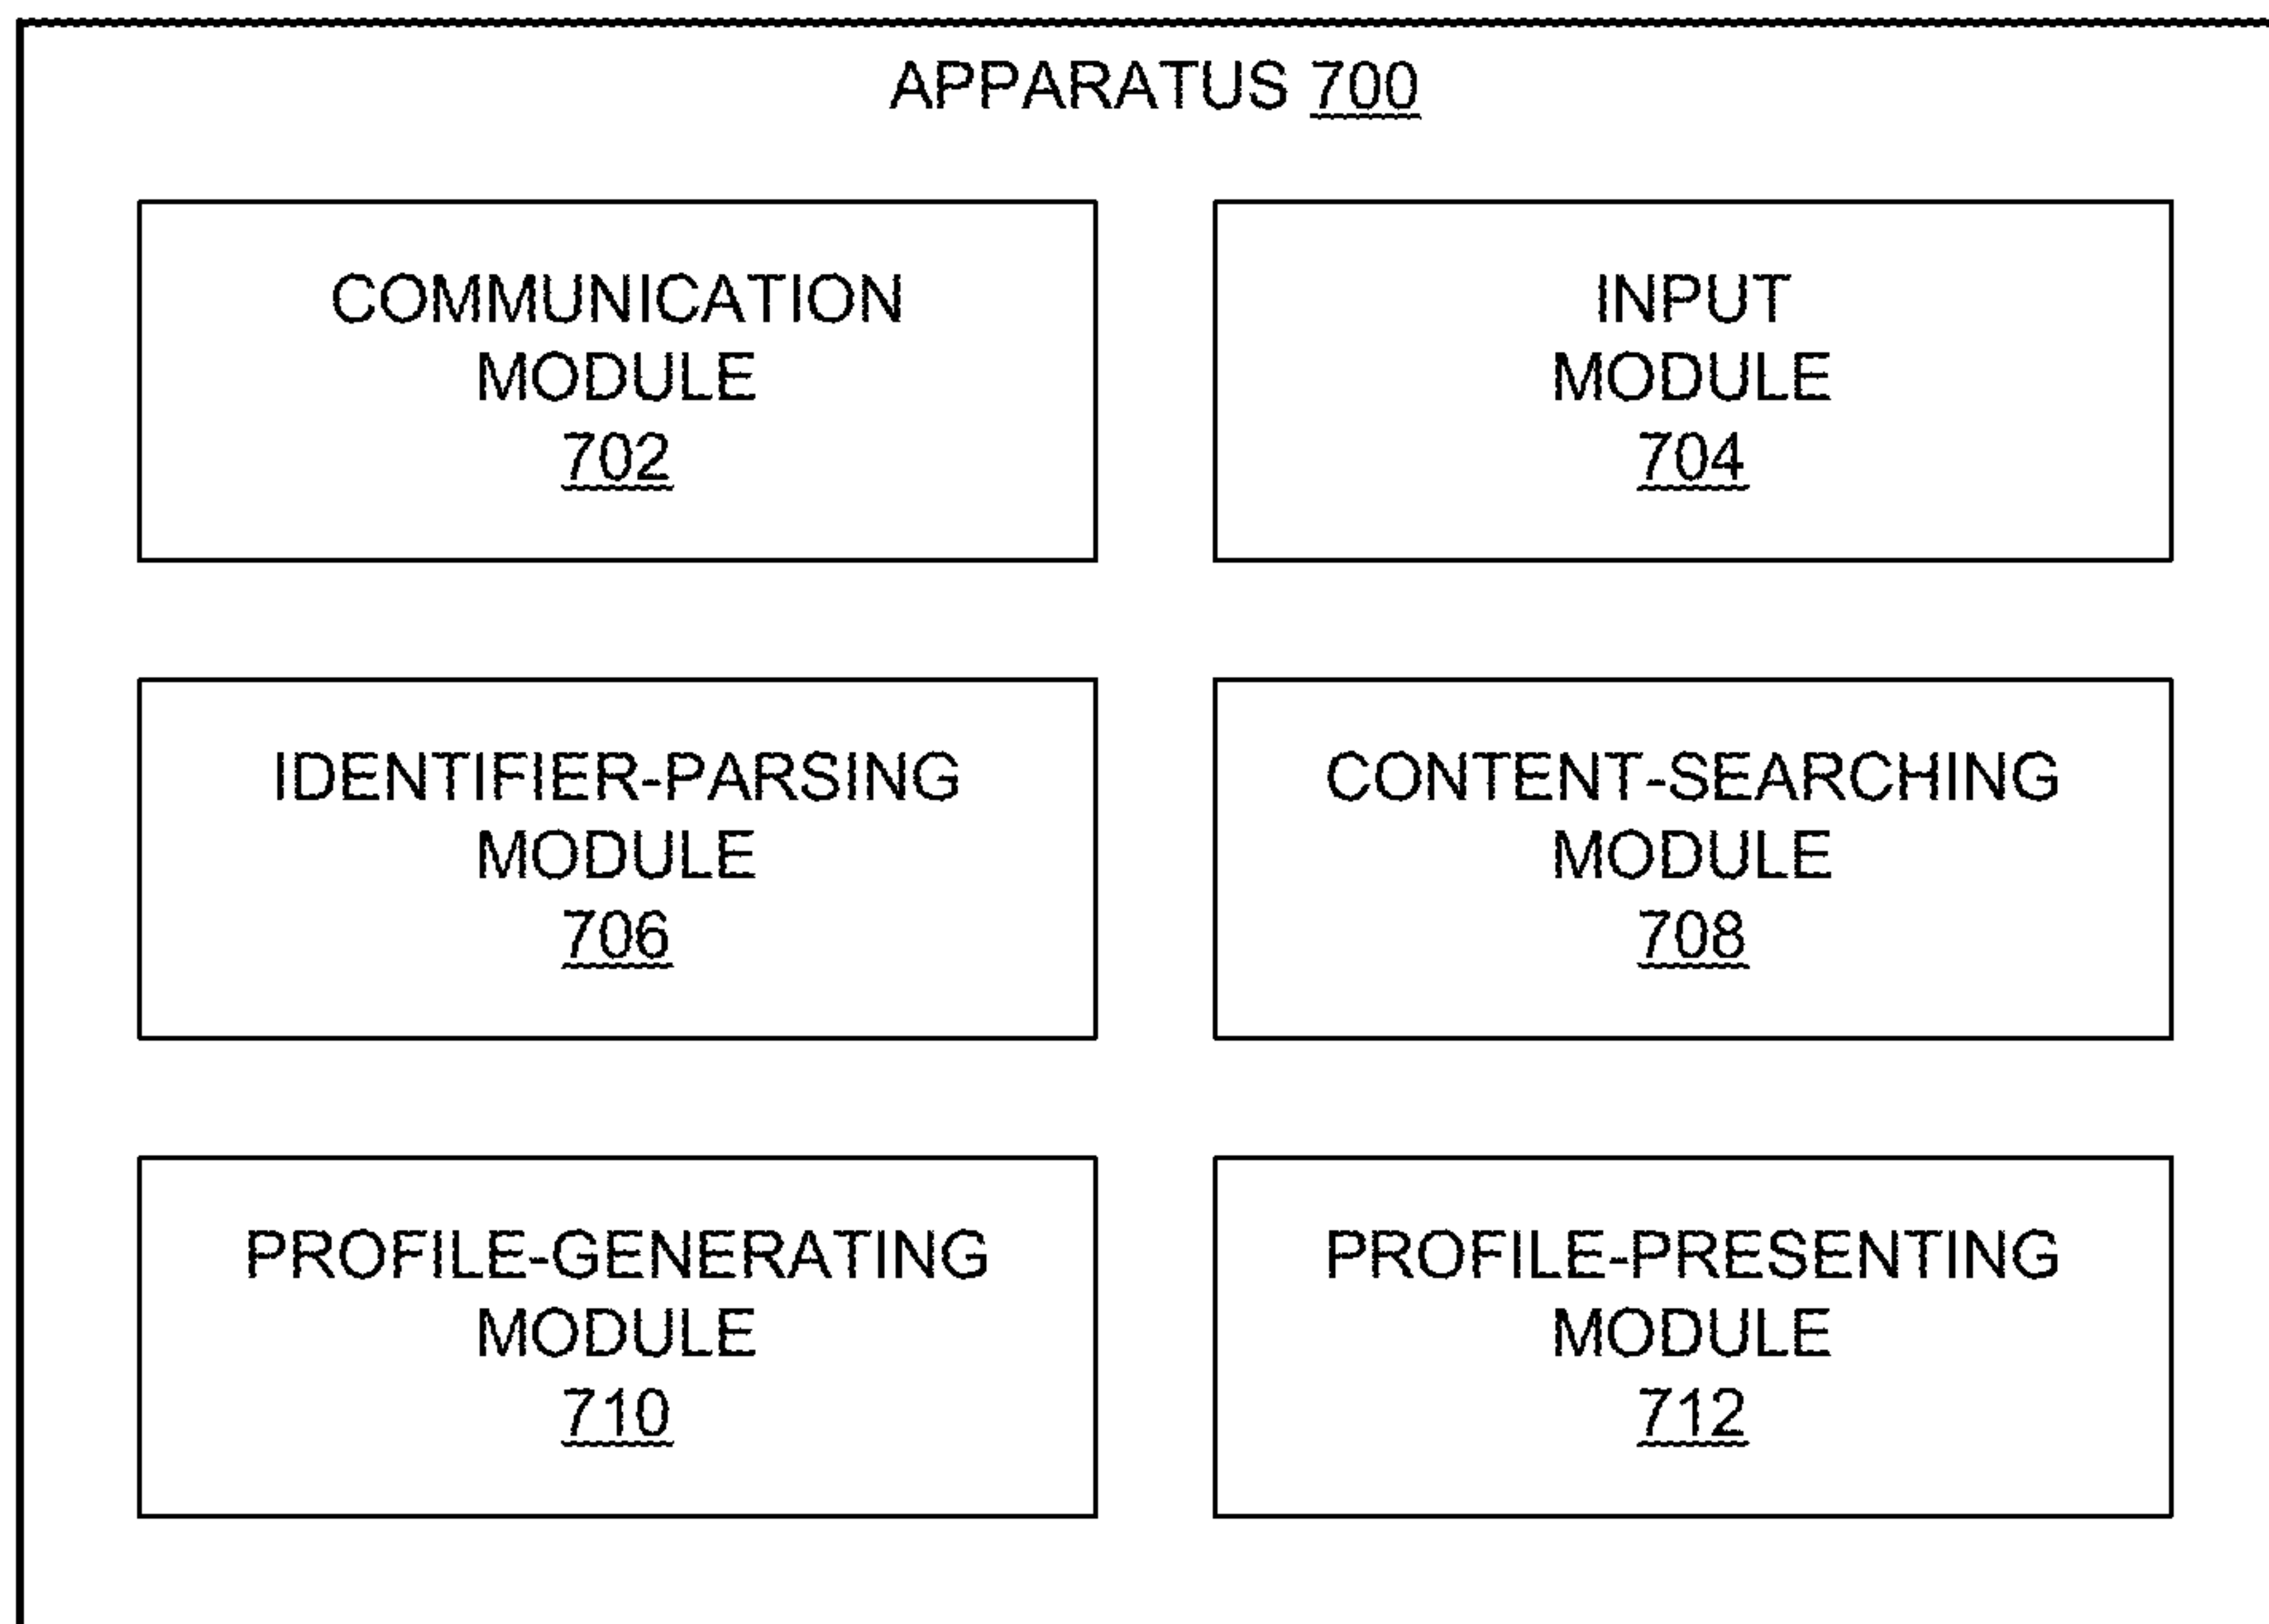 APPARATUS 700
COMMUNICATION
MODULE
702
INPUT
MODULE
704
IDENTIFIER-PARSING
MODULE
706
CONTENT-SEARCHING
MODULE
708
PROFILE-GENERATING
MODULE
710
PROFILE-PRESENTING
MODULE
712